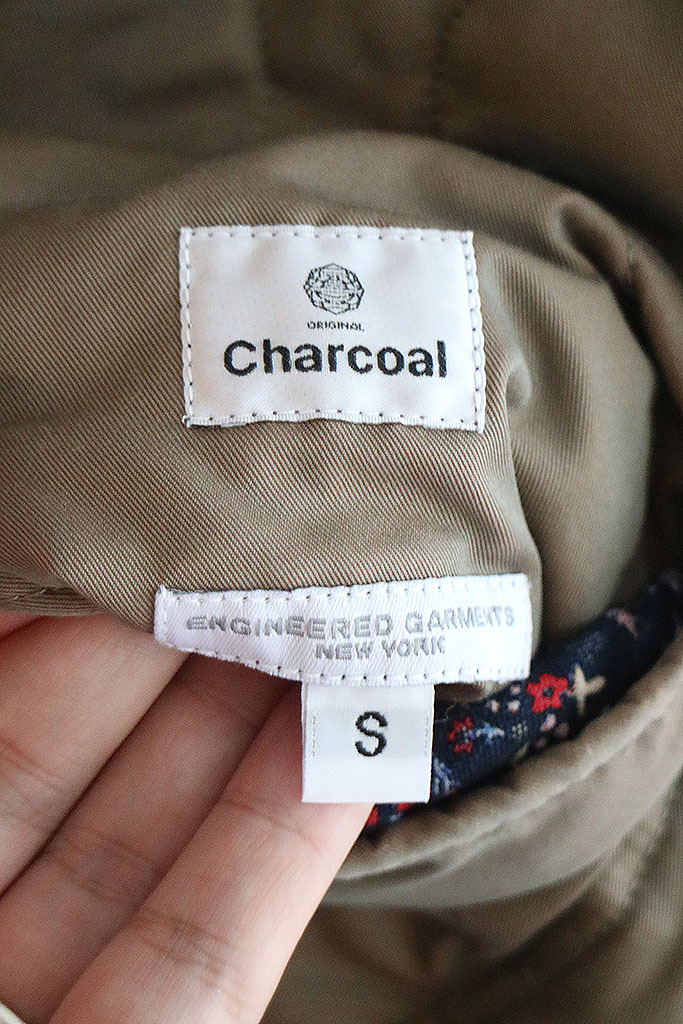 ORIGINAL
Charcoal
ENGINEERED GARMENTS
NEW YORK
S